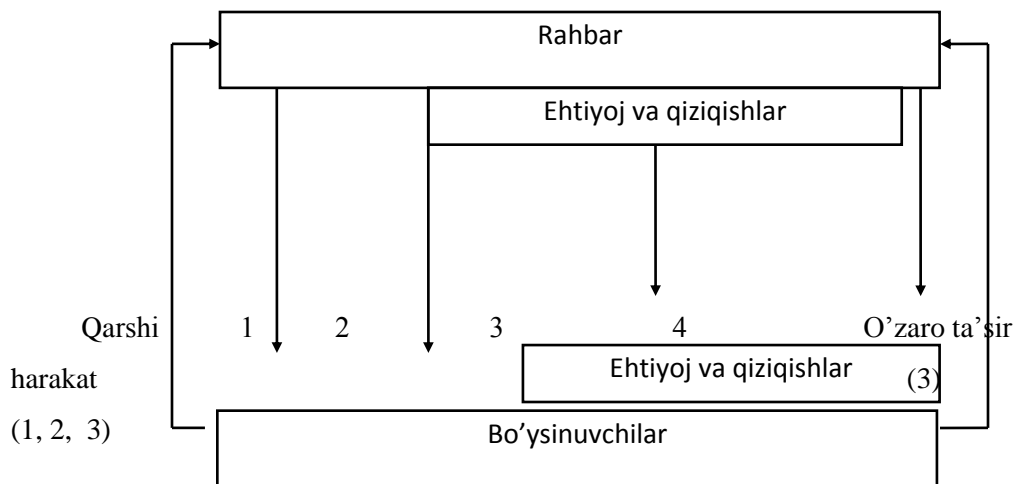 Rahbar
Ehtiyoj va qiziqishlar
Qarshi 1 2 3 4 O’zaro ta’sir
harakat Ehtiyoj va qiziqishlar (3)
(1, 2, 3)
Bo’ysinuvchilar